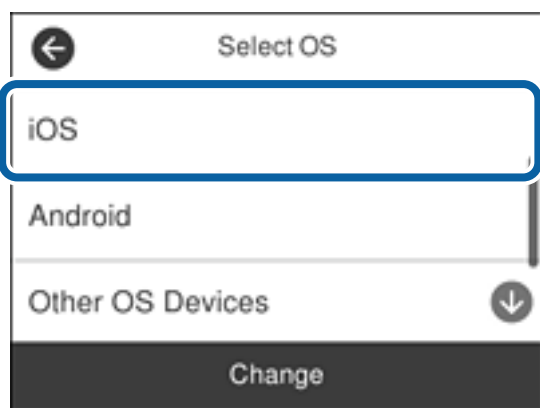 Select OS
iOS
Android
Other OS Devices
Change